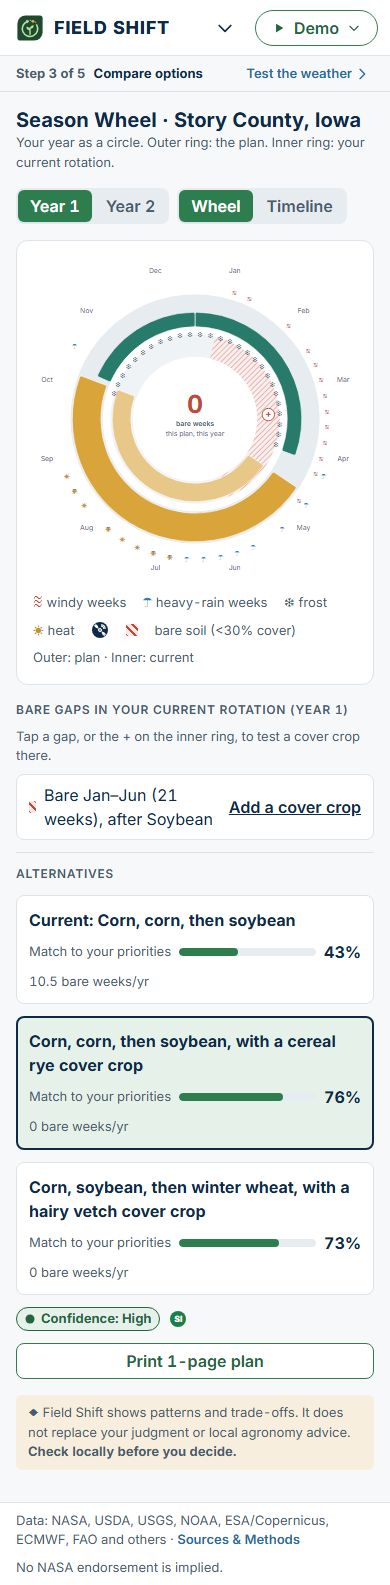 FIELD SHIFT
Demo
Step 3 of 5 Compare options
Test the weather
Season Wheel · Story County, Iowa
Your year as a circle. Outer ring: the plan. Inner ring: your
current rotation.
Year 1
Year 2
Wheel
Timeline
Dec
Jan
Nov
Feb
Oct
Mar
0
bare weeks
this plan, this year
Sep
Apr
Aug
May
Jul
Jun
windy weeks
heavy-rain weeks
frost
heat
bare soil (<30% cover)
Outer: plan · Inner: current
BARE GAPS IN YOUR CURRENT ROTATION (YEAR 1)
Tap a gap, or the + on the inner ring, to test a cover crop
there.
Bare Jan–Jun (21
weeks), after Soybean
Add a cover crop
ALTERNATIVES
Current: Corn, corn, then soybean
Match to your priorities
43%
10.5 bare weeks/yr
Corn, corn, then soybean, with a cereal
rye cover crop
Match to your priorities
76%
0 bare weeks/yr
Corn, soybean, then winter wheat, with a
hairy vetch cover crop
Match to your priorities
73%
0 bare weeks/yr
Confidence: High
SI
Print 1-page plan
Field Shift shows patterns and trade-offs. It does
not replace your judgment or local agronomy advice.
Check locally before you decide.
Data: NASA, USDA, USGS, NOAA, ESA/Copernicus,
ECMWF, FAO and others · Sources & Methods
No NASA endorsement is implied.